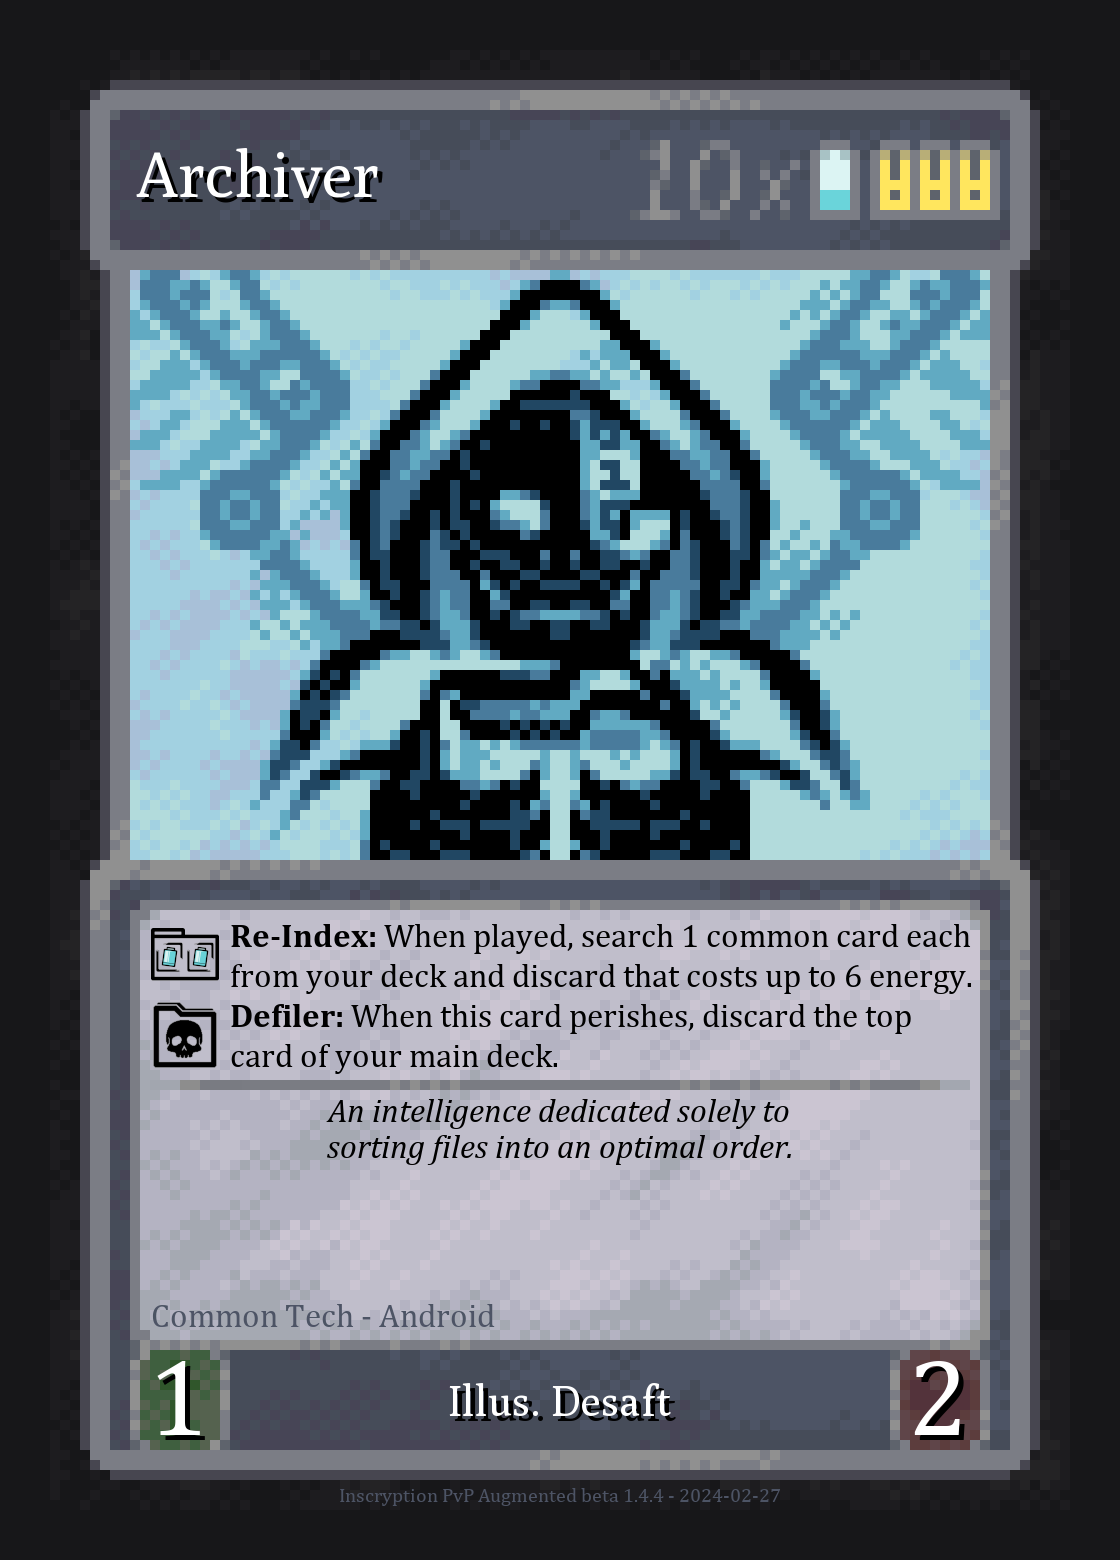 Archiver 10x
Re-Index: When played, search 1 common card each
from your deck and discard that costs up to 6 energy.
Defiler: When this card perishes, discard the top
card of your main deck.
An intelligence dedicated solely to
sorting files into an optimal order.
Common Tech - Android
1 Illus. Desaft 2
Inscryption PvP Augmented beta 1.4.4 - 2024-02-27